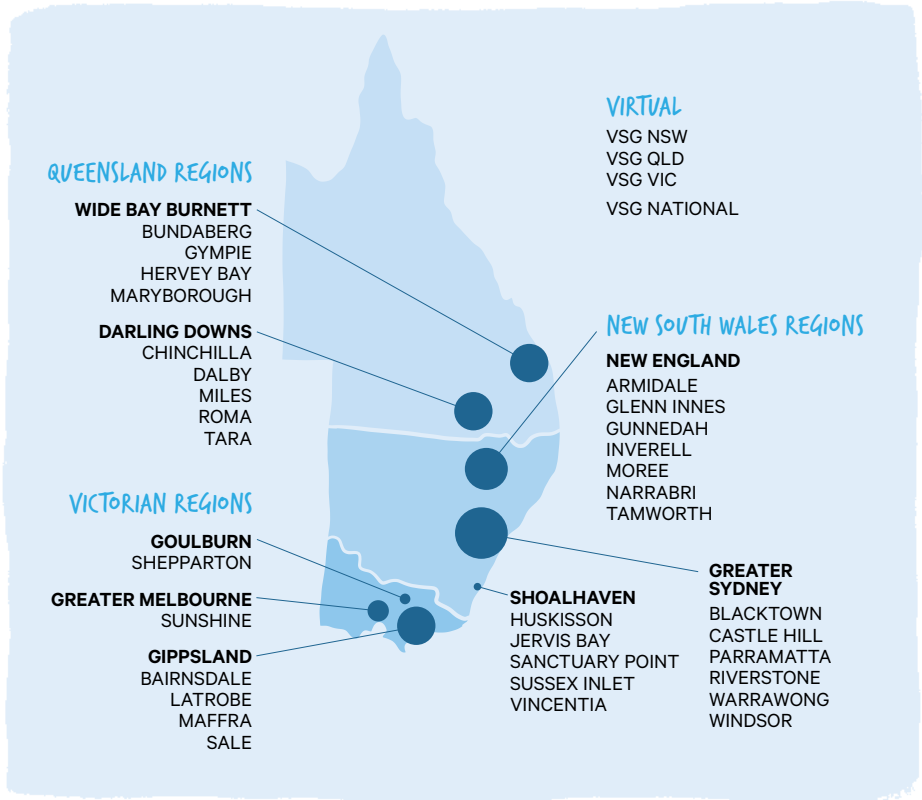 QUEENSLAND REGIONS
WIDE BAY BURNETT
BUNDABERG
GYMPIE
HERVEY BAY
MARYBOROUGH
DARLING DOWNS
CHINCHILLA
DALBY
MILES
ROMA
TARA
VICTORIAN REGIONS
GOULBURN
SHEPPARTON
GREATER MELBOURNE
SUNSHINE
GIPPSLAND
BAIRNSDALE
LATROBE
MAFFRA
SALE
VIRTUAL
VSG NSW
VSG QLD
VSG VIC
VSG NATIONAL
NEW SOUTH WALES REGIONS
NEW ENGLAND
ARMIDALE
GLENN INNES
GUNNEDAH
INVERELL
MOREE
NARRABRI
TAMWORTH
SHOALHAVEN
HUSKISSON
JERVIS BAY
SANCTUARY POINT
SUSSEX INLET
VINCENTIA
GREATER
SYDNEY
BLACKTOWN
CASTLE HILL
PARRAMATTA
RIVERSTONE
WARRAWONG
WINDSOR